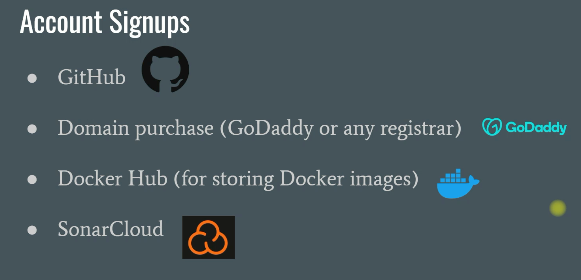 Account Signups
● GitHub
● Domain purchase (GoDaddy or any registrar) GoDaddy
● Docker Hub (for storing Docker images)
● SonarCloud